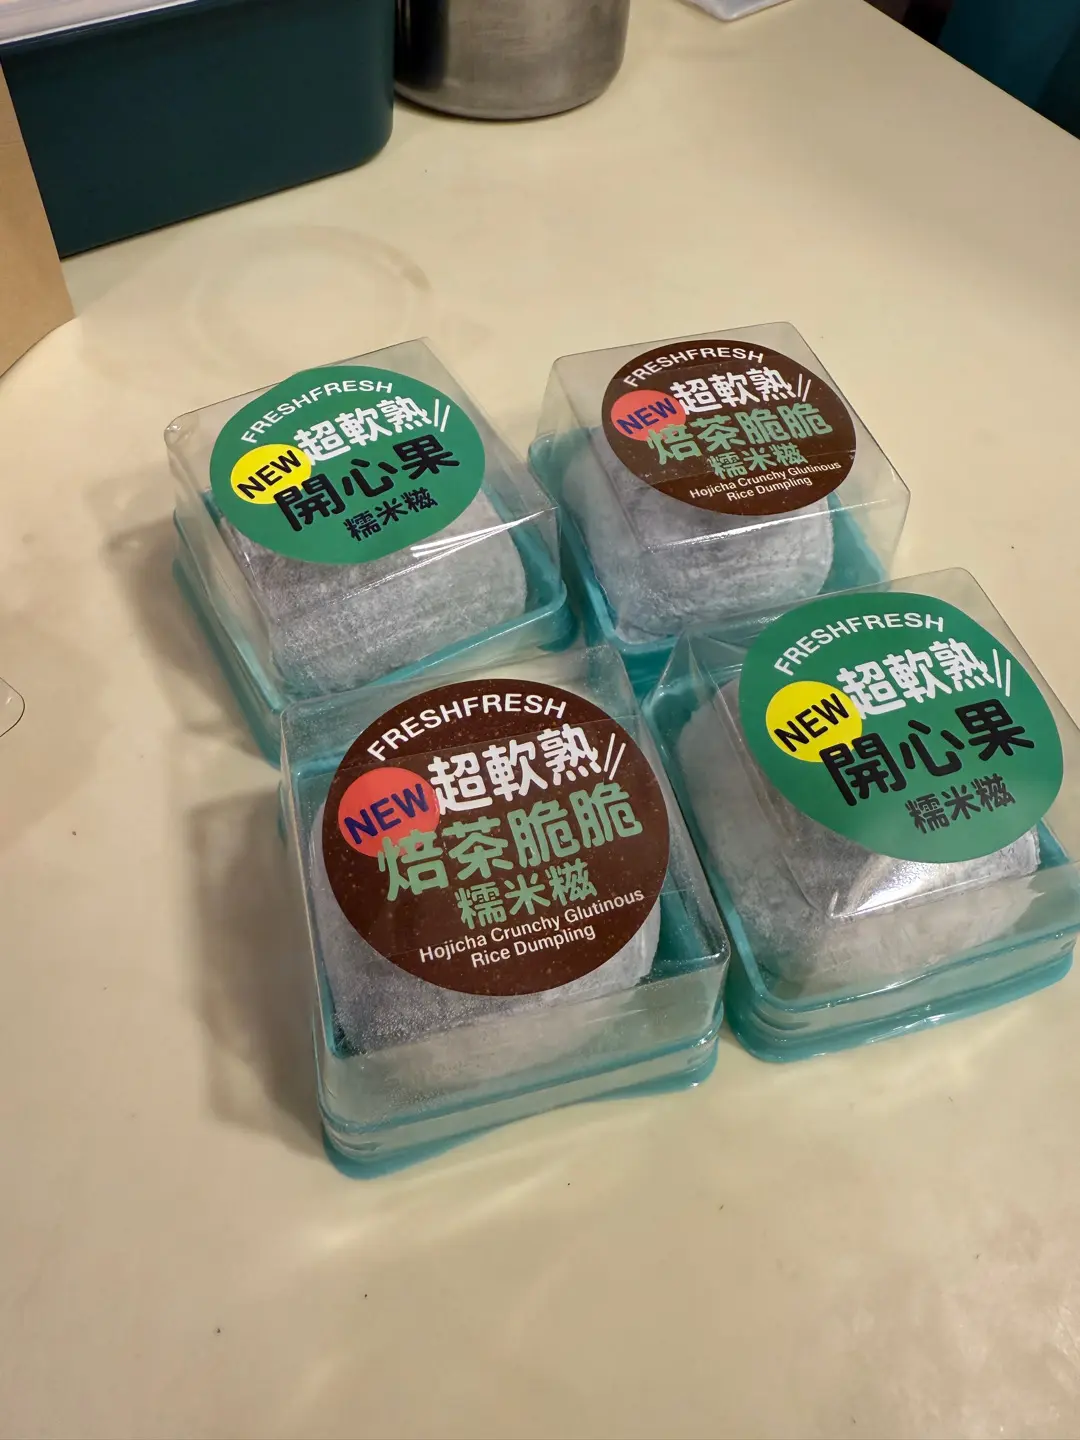 FRESHFRESH
NEW
超軟熟
開心果
糯米糍
FRESHFRESH
NEW
超軟熟
焙茶脆脆
糯米糍
Hojicha Crunchy Glutinous
Rice Dumpling
FRESHFRESH
NEW
超軟熟
焙茶脆脆
糯米糍
Hojicha Crunchy Glutinous
Rice Dumpling
FRESHFRESH
NEW
超軟熟
開心果
糯米糍